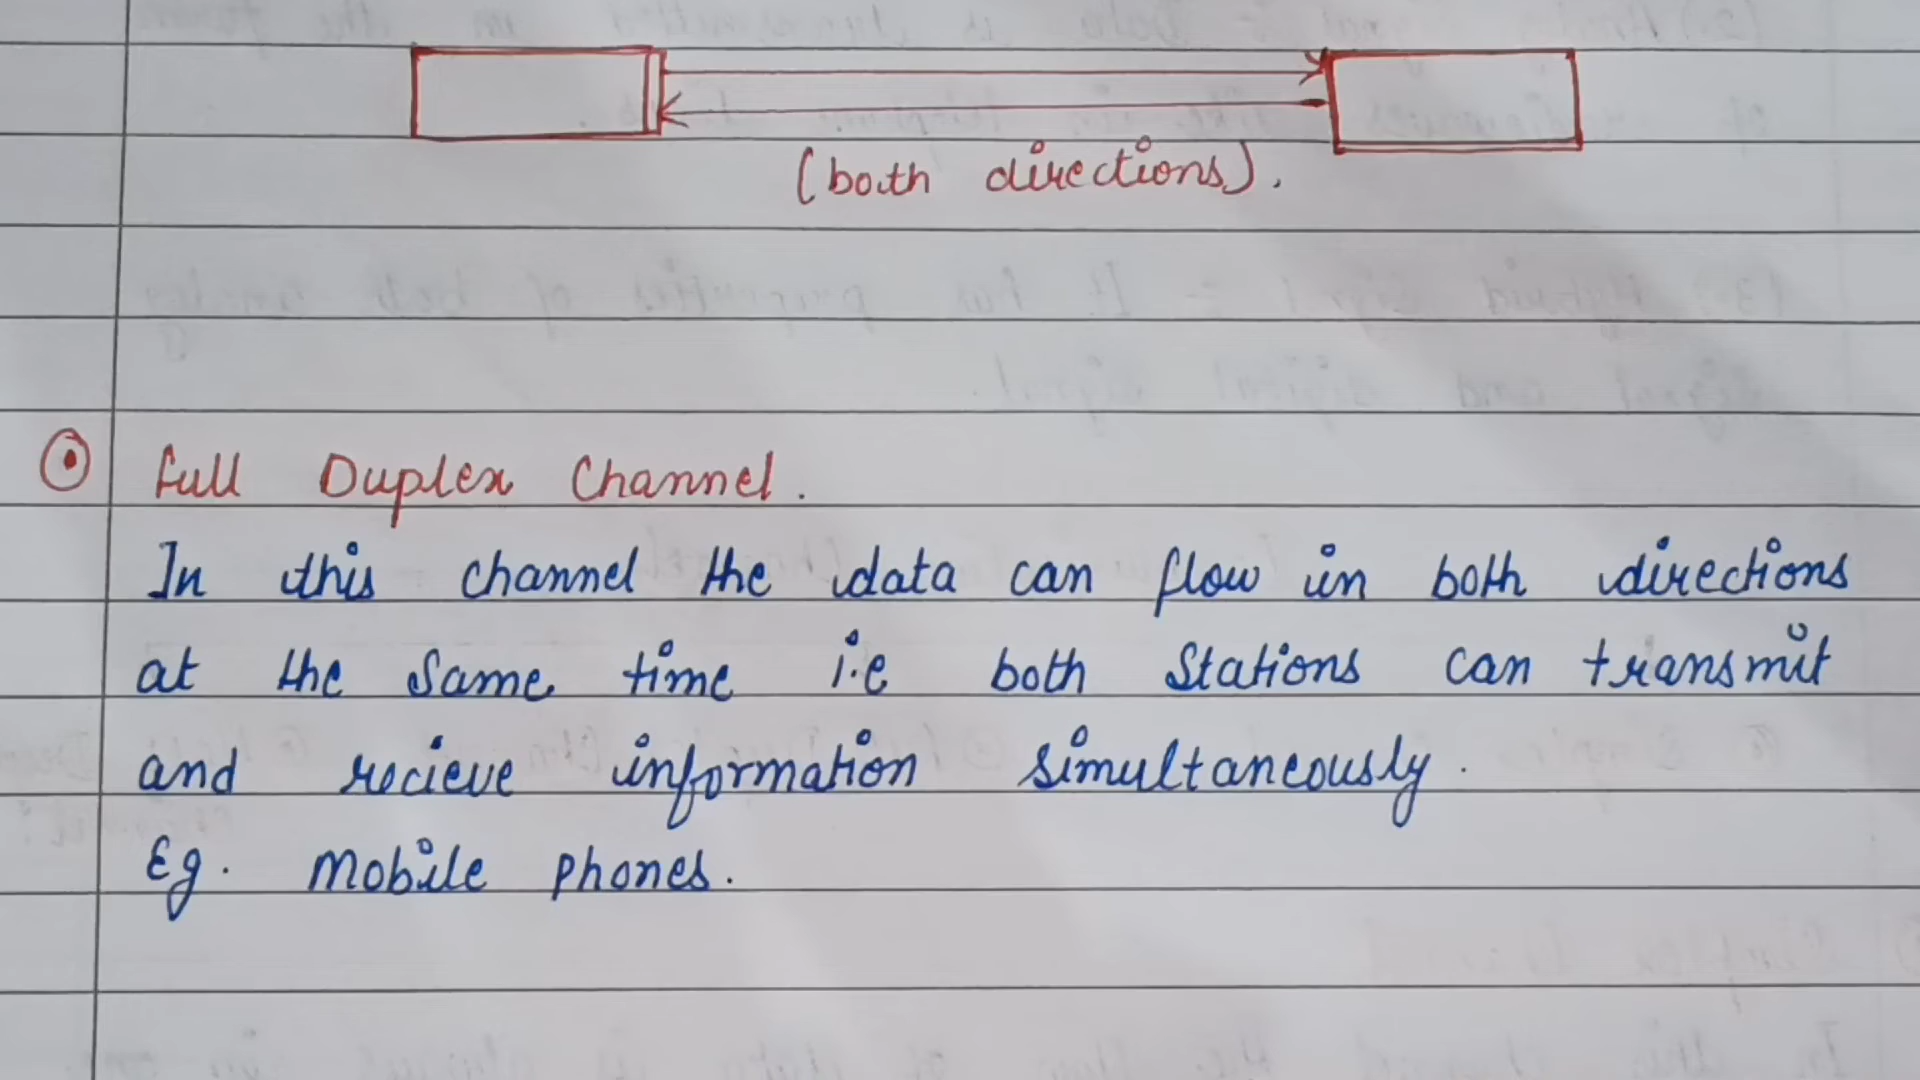 (both directions).
Full Duplex Channel.
In this channel the data can flow in both directions
at the same time i.e both stations can transmit
and recieve information simultaneously.
Eg. Mobile phones.